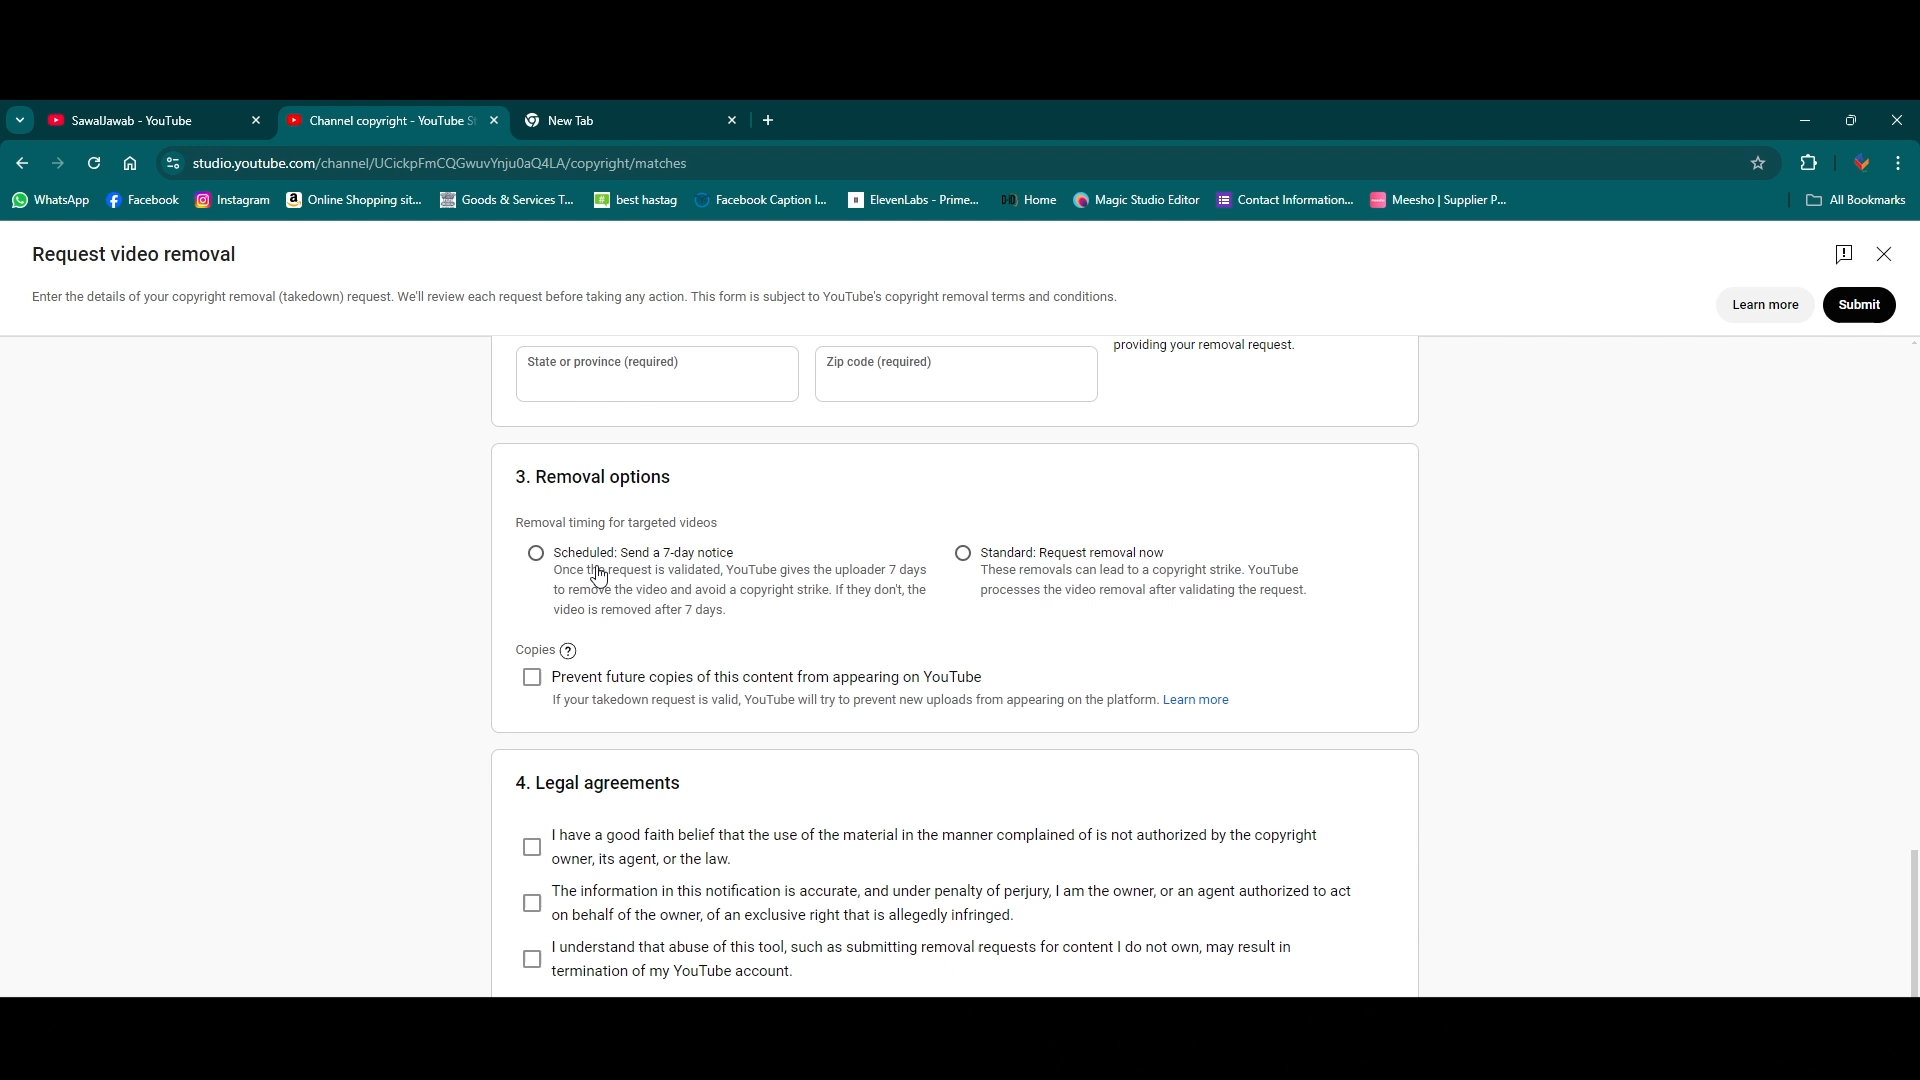 SawalJawab - YouTube
Channel copyright - YouTube S
New Tab
studio.youtube.com/channel/UCickpFmCQGwuvYnju0aQ4LA/copyright/matches
WhatsApp
Facebook
Instagram
Online Shopping sit...
Goods & Services T...
best hastag
Facebook Caption I...
ElevenLabs - Prime...
Home
Magic Studio Editor
Contact Information...
Meesho | Supplier P...
All Bookmarks
Request video removal
Enter the details of your copyright removal (takedown) request. We'll review each request before taking any action. This form is subject to YouTube's copyright removal terms and conditions.
Learn more
Submit
providing your removal request.
State or province (required)
Zip code (required)
3. Removal options
Removal timing for targeted videos
Scheduled: Send a 7-day notice
Once the request is validated, YouTube gives the uploader 7 days
to remove the video and avoid a copyright strike. If they don't, the
video is removed after 7 days.
Standard: Request removal now
These removals can lead to a copyright strike. YouTube
processes the video removal after validating the request.
Copies ?
Prevent future copies of this content from appearing on YouTube
If your takedown request is valid, YouTube will try to prevent new uploads from appearing on the platform. Learn more
4. Legal agreements
I have a good faith belief that the use of the material in the manner complained of is not authorized by the copyright
owner, its agent, or the law.
The information in this notification is accurate, and under penalty of perjury, I am the owner, or an agent authorized to act
on behalf of the owner, of an exclusive right that is allegedly infringed.
I understand that abuse of this tool, such as submitting removal requests for content I do not own, may result in
termination of my YouTube account.